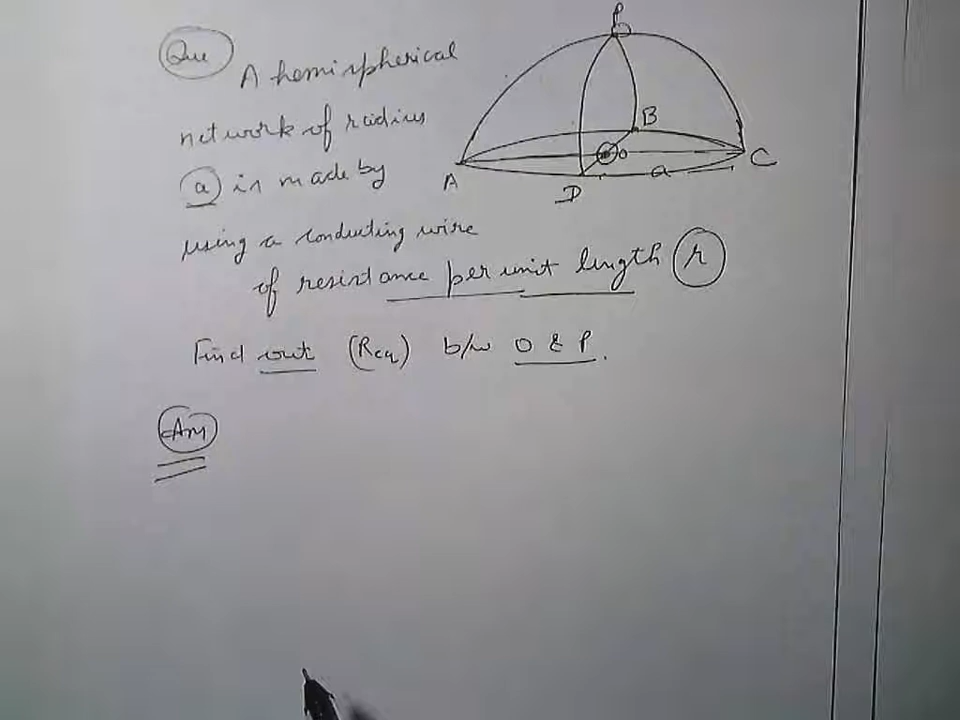 Que A hemispherical
network of radius
a is made by
using a conducting wire
of resistance per unit length r
Find out (Req) b/w O & P.
Ans
P
B
O
A
D
a
C